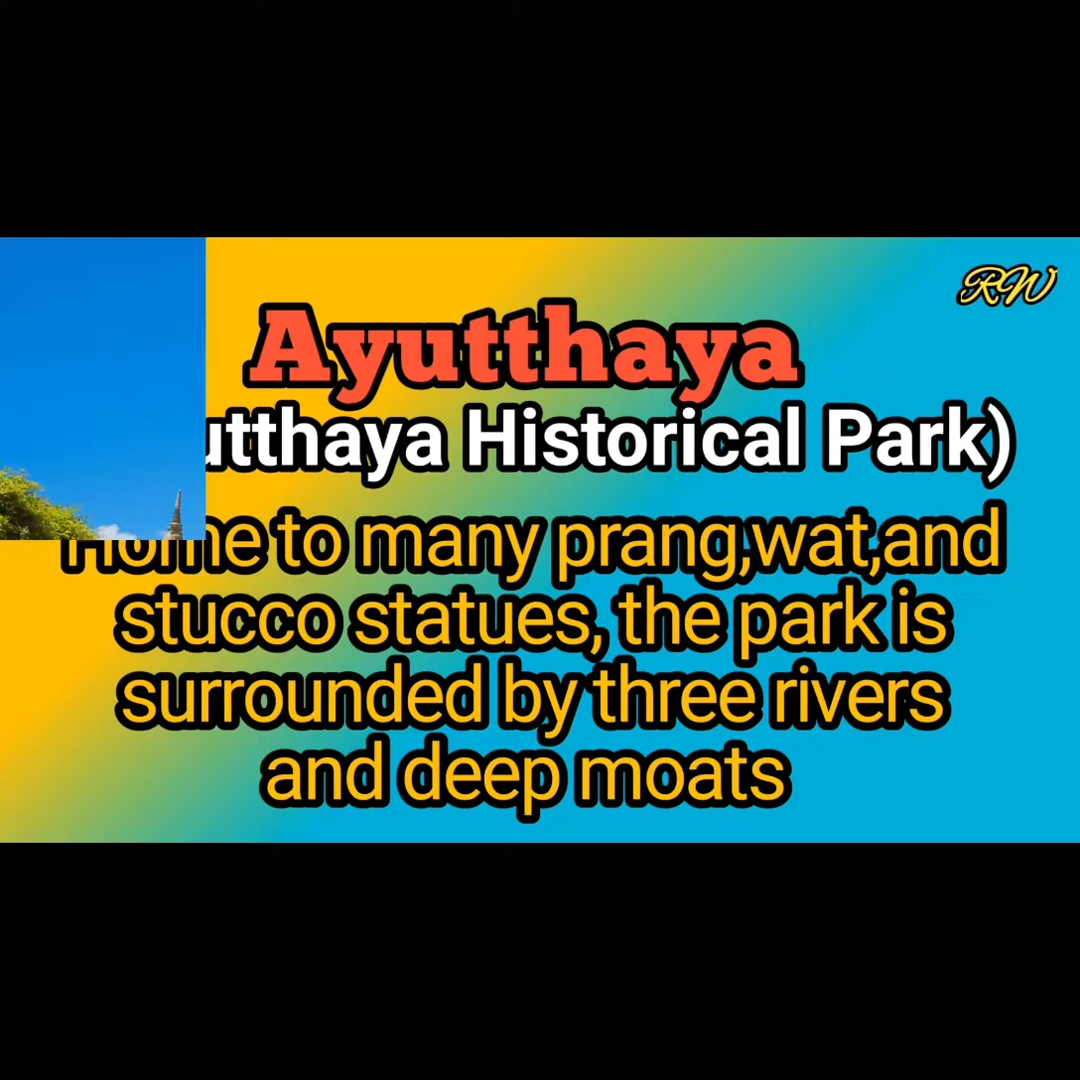 RW
Ayutthaya
utthaya Historical Park)
Home to many prang,wat,and
stucco statues, the park is
surrounded by three rivers
and deep moats